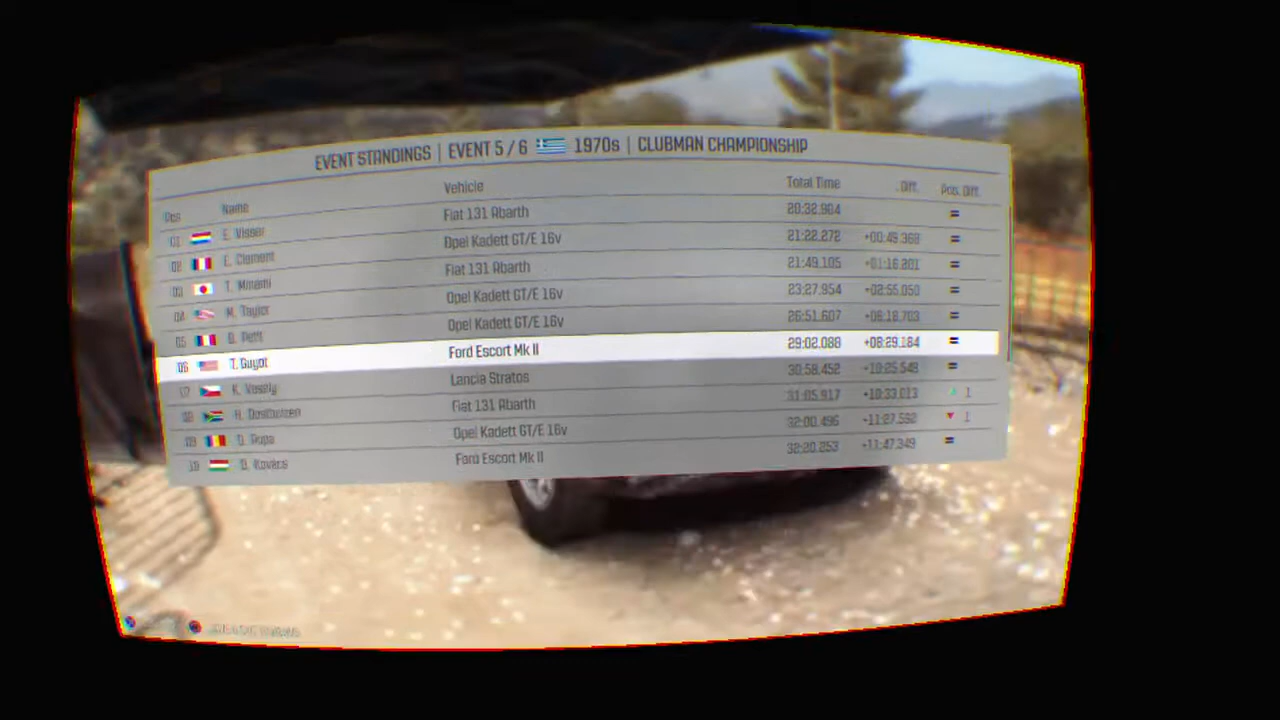 EVENT STANDINGS | EVENT 5 / 6 1970s | CLUBMAN CHAMPIONSHIP
Pos Name Vehicle Total Time Diff. Pos. Diff.
01 E. Visser Fiat 131 Abarth 20:32.904 =
02 E. Clement Opel Kadett GT/E 16v 21:22.272 +00:49.368 =
03 T. Minami Fiat 131 Abarth 21:49.105 +01:16.201 =
04 M. Taylor Opel Kadett GT/E 16v 23:27.954 +02:55.050 =
05 D. Petit Opel Kadett GT/E 16v 26:51.607 +06:18.703 =
06 T. Guyot Ford Escort Mk II 29:02.088 +08:29.184 =
07 K. Vesely Lancia Stratos 30:58.452 +10:25.548 =
08 Fiat 131 Abarth 31:05.917 +10:33.013 1
09 D. Popa Opel Kadett GT/E 16v 32:00.496 +11:27.592 1
10 B. Kovács Ford Escort Mk II 32:20.253 +11:47.349 =